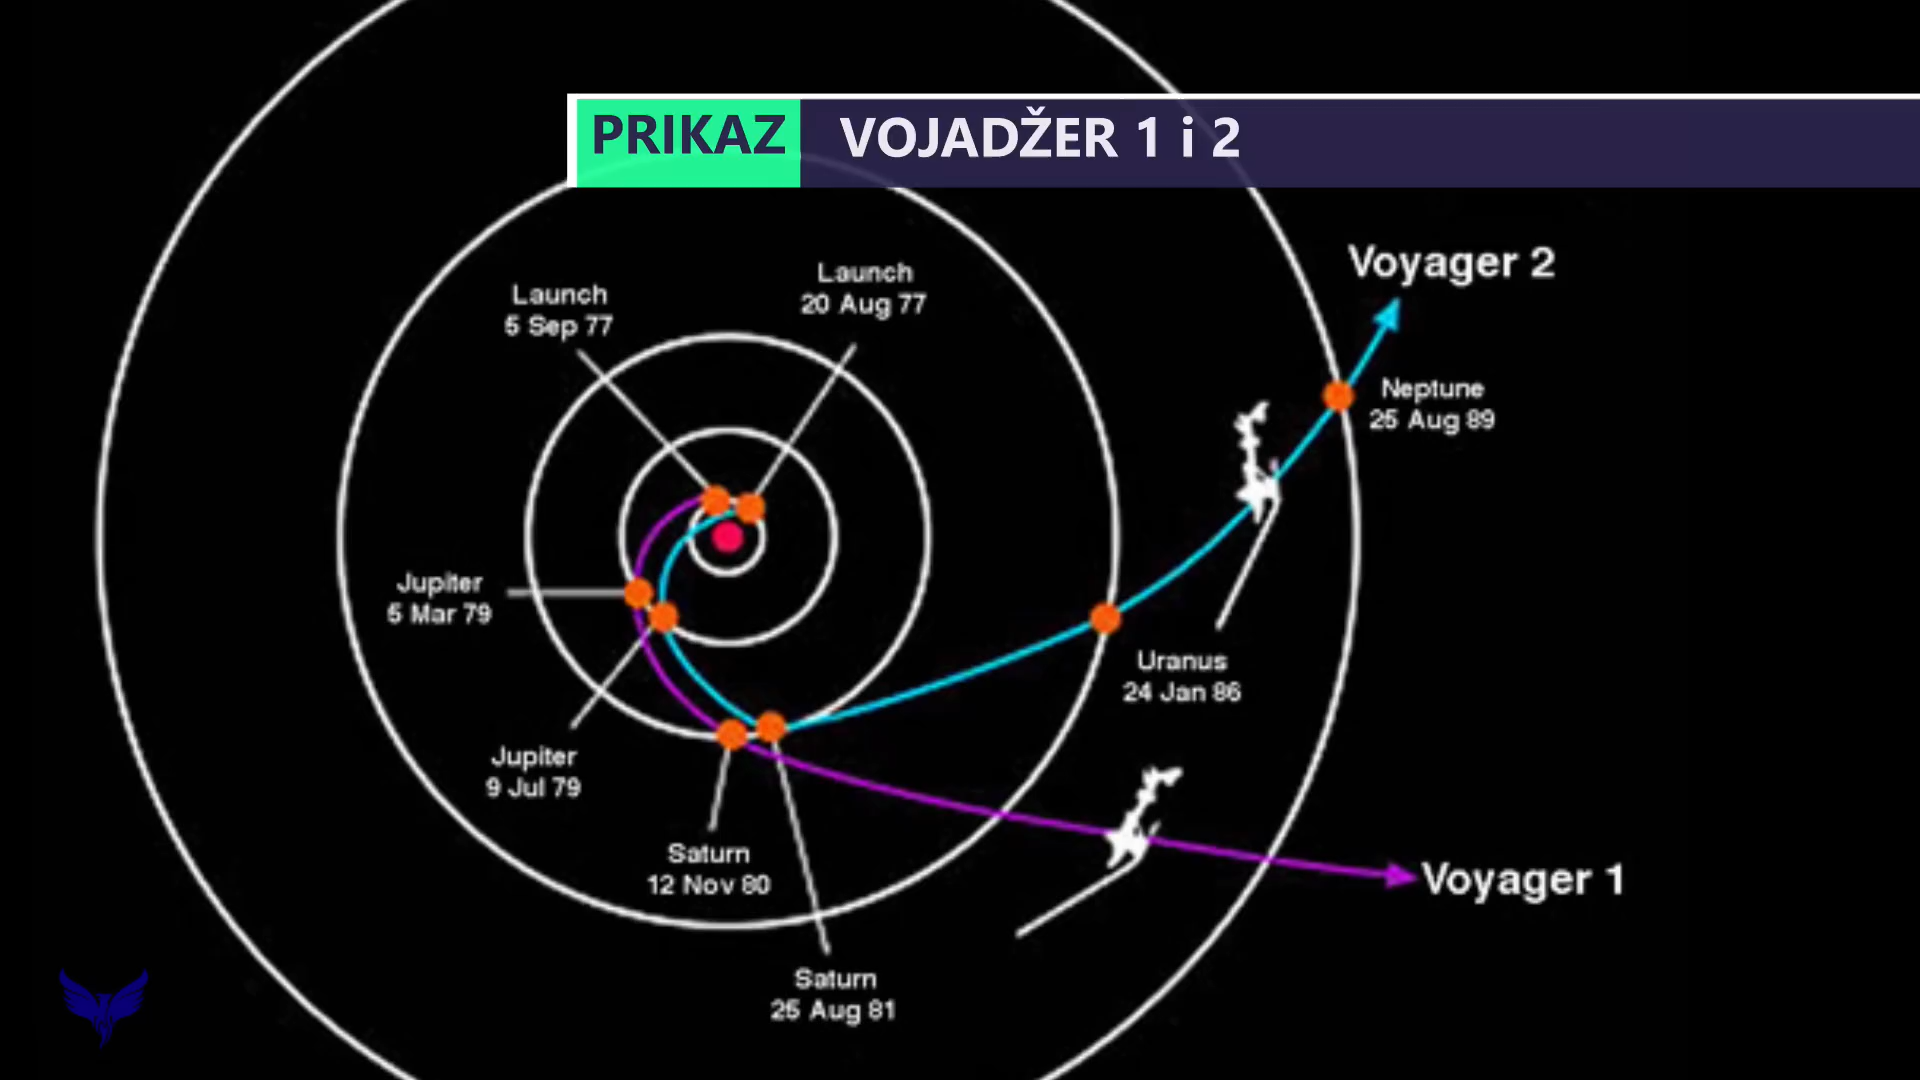 PRIKAZ VOJADŽER 1 i 2
Voyager 2
Launch
20 Aug 77
Launch
5 Sep 77
Neptune
25 Aug 89
Jupiter
5 Mar 79
Uranus
24 Jan 86
Jupiter
9 Jul 79
Saturn
12 Nov 80
Voyager 1
Saturn
25 Aug 81